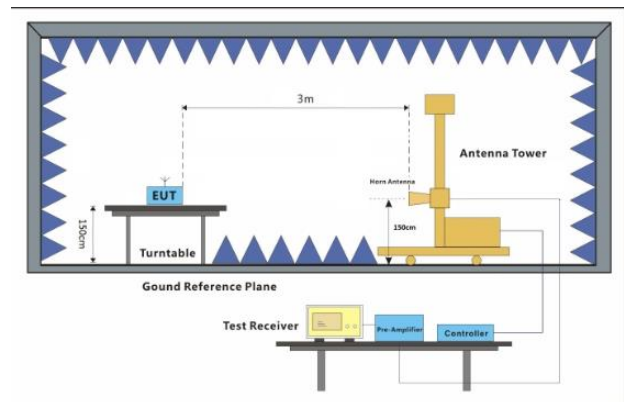 3m
Antenna Tower
Horn Antenna
EUT
150cm
150cm
Turntable
Gound Reference Plane
Test Receiver
Pre-Amplifier
Controller